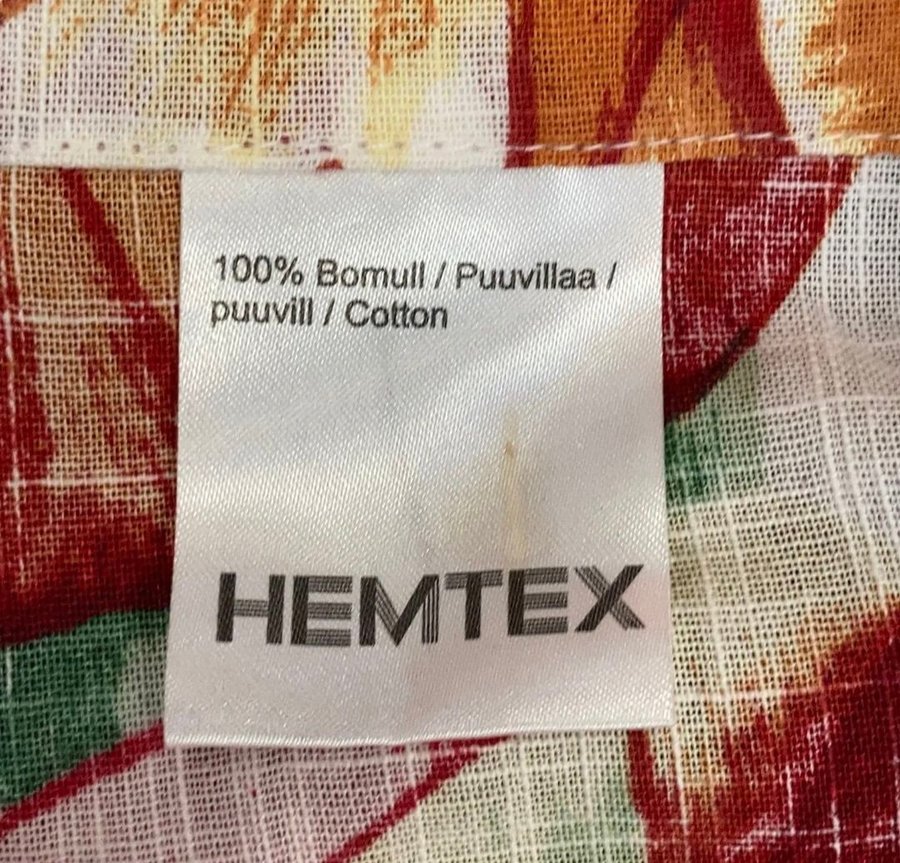 100% Bomull / Puuvillaa /
puuvill / Cotton
HEMTEX